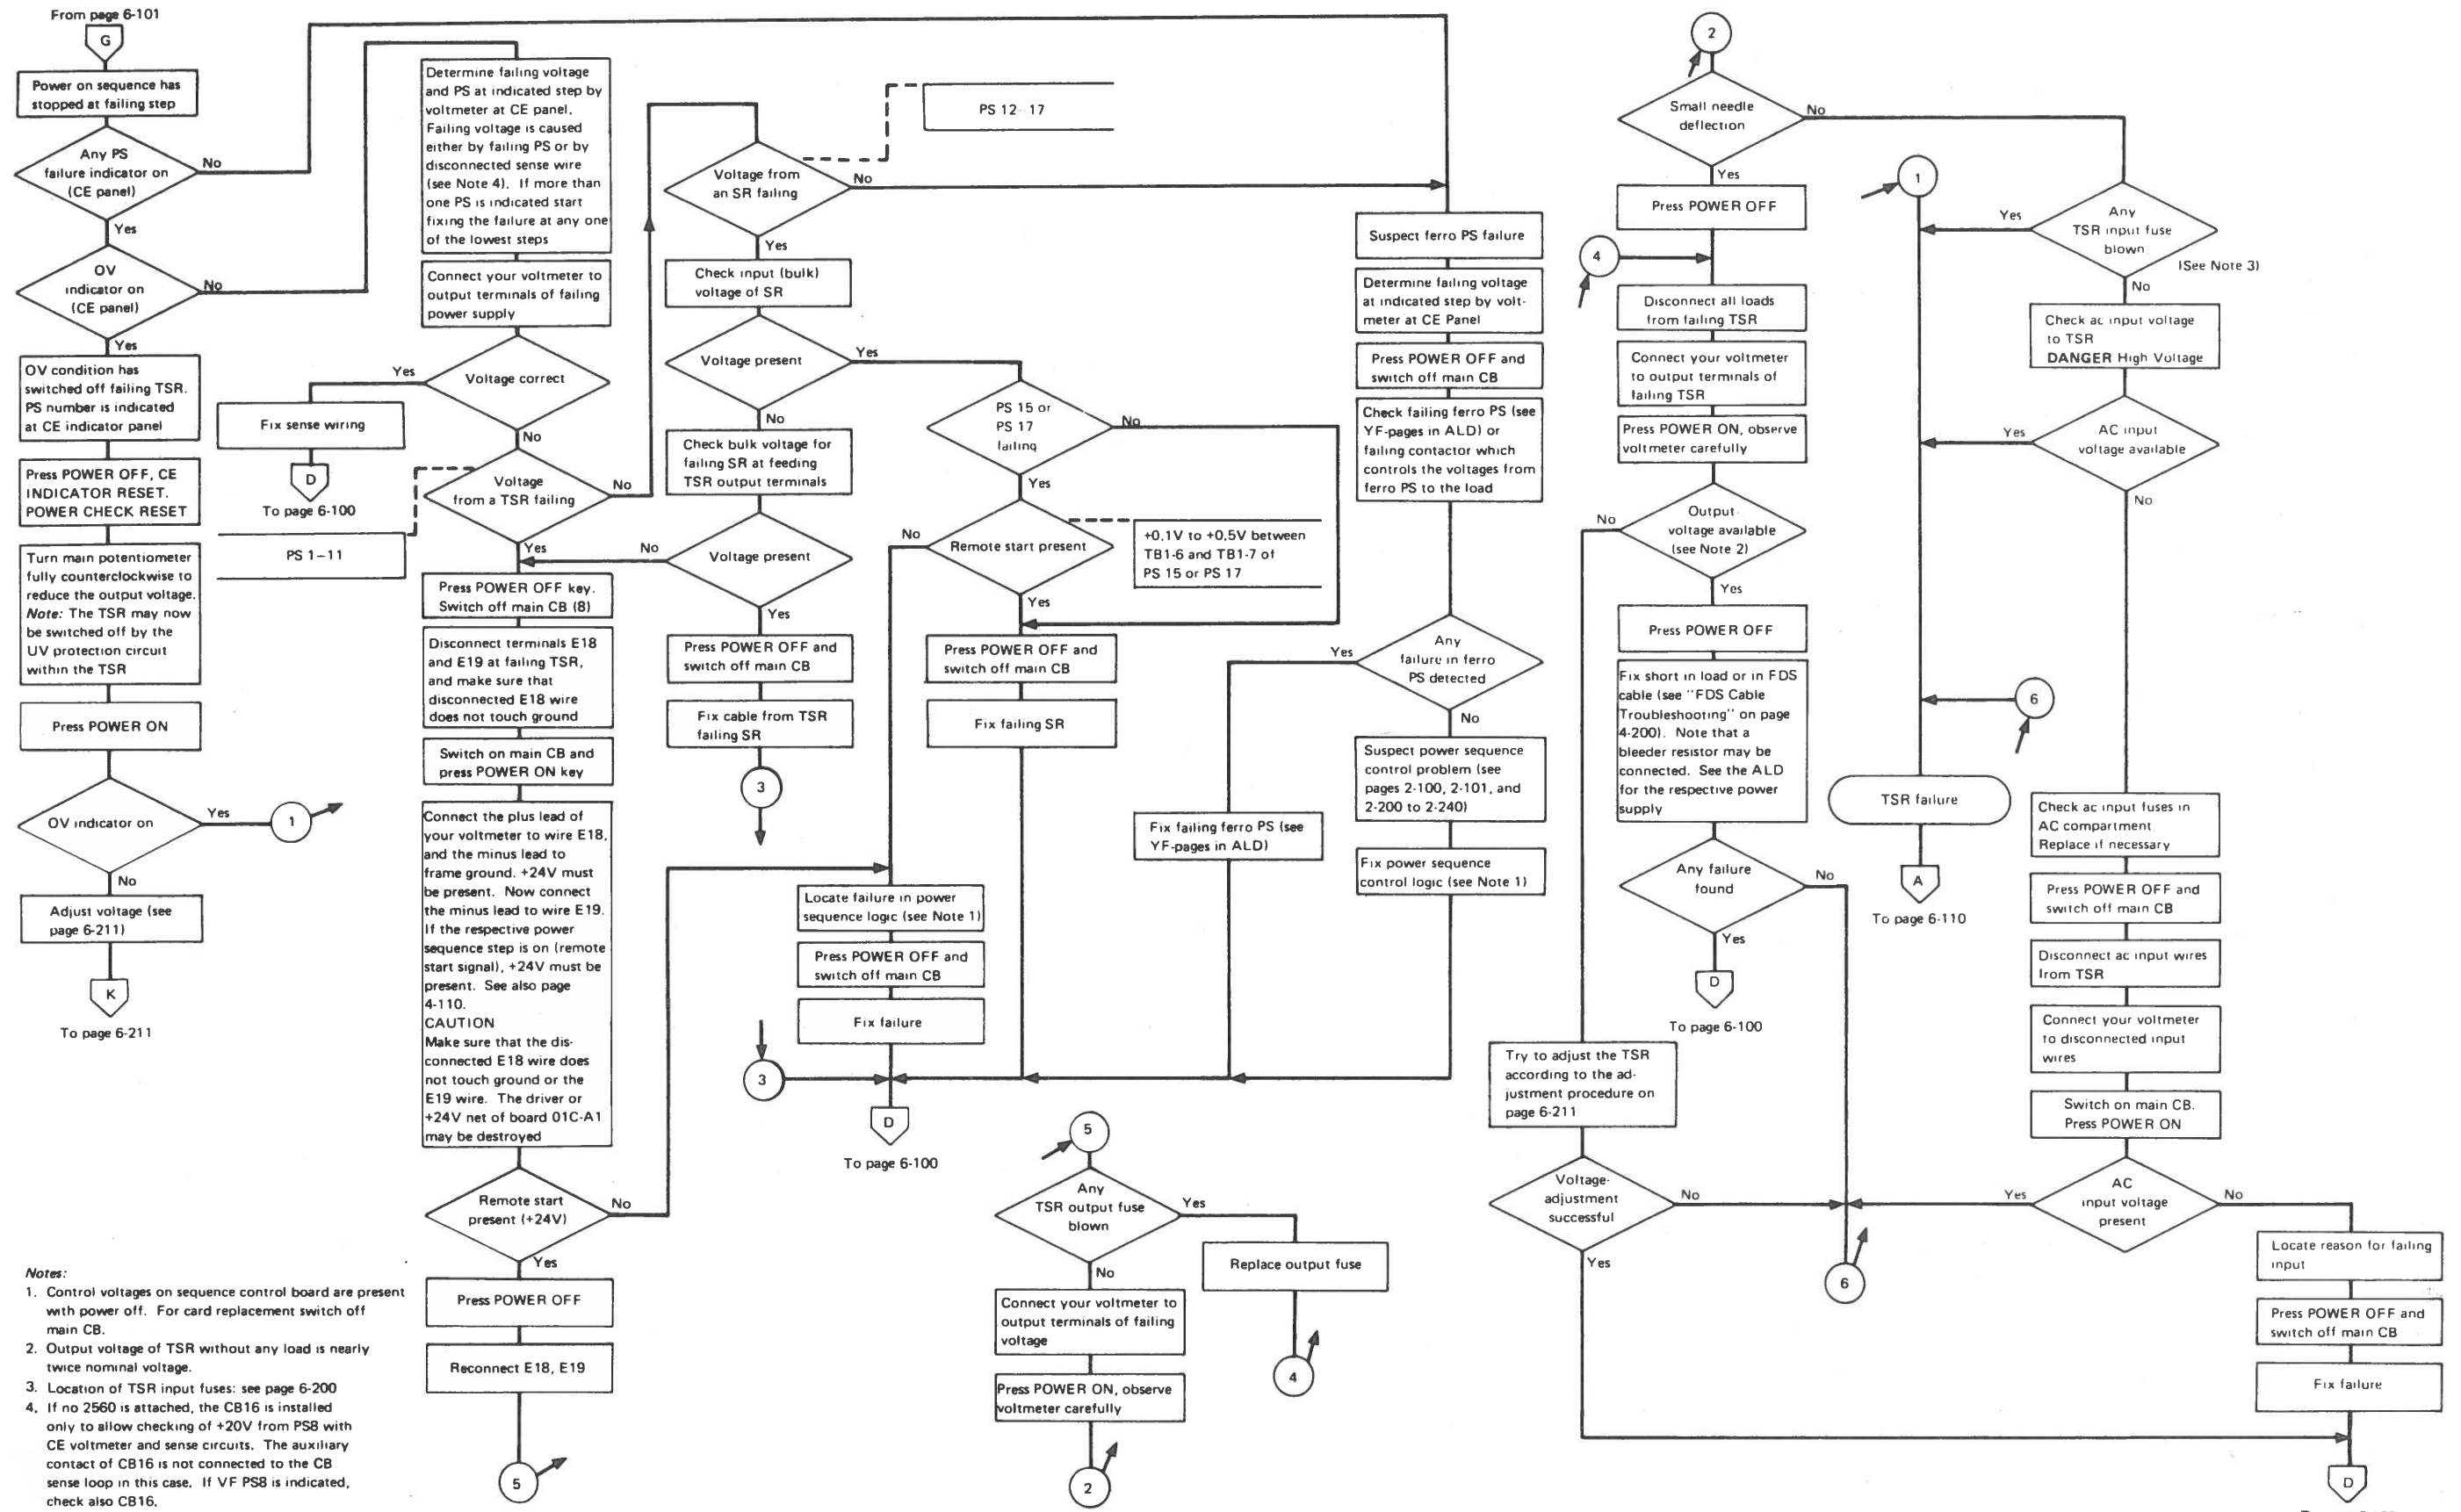 From page 6-101
G
Power on sequence has
stopped at failing step
Any PS
failure indicator on
(CE panel)
No
Yes
OV
indicator on
(CE panel)
No
Yes
OV condition has
switched off failing TSR.
PS number is indicated
at CE indicator panel
Press POWER OFF, CE
INDICATOR RESET.
POWER CHECK RESET
Turn main potentiometer
fully counterclockwise to
reduce the output voltage.
Note: The TSR may now
be switched off by the
UV protection circuit
within the TSR
Press POWER ON
OV indicator on
Yes
1
No
Adjust voltage (see
page 6-211)
K
To page 6-211
Determine failing voltage
and PS at indicated step by
voltmeter at CE panel.
Failing voltage is caused
either by failing PS or by
disconnected sense wire
(see Note 4). If more than
one PS is indicated start
fixing the failure at any one
of the lowest steps
Connect your voltmeter to
output terminals of failing
power supply
Voltage correct
Yes
Fix sense wiring
D
To page 6-100
No
Voltage
from a TSR failing
No
PS 1-11
Yes
Press POWER OFF key.
Switch off main CB (8)
Disconnect terminals E18
and E19 at failing TSR,
and make sure that
disconnected E18 wire
does not touch ground
Switch on main CB and
press POWER ON key
Connect the plus lead of
your voltmeter to wire E18,
and the minus lead to
frame ground. +24V must
be present. Now connect
the minus lead to wire E19.
If the respective power
sequence step is on (remote
start signal), +24V must be
present. See also page
4-110.
CAUTION
Make sure that the dis-
connected E18 wire does
not touch ground or the
E19 wire. The driver or
+24V net of board 01C-A1
may be destroyed
Remote start
present (+24V)
No
Yes
Press POWER OFF
Reconnect E18, E19
5
PS 12- 17
Voltage from
an SR failing
No
Yes
Check input (bulk)
voltage of SR
Voltage present
Yes
No
Check bulk voltage for
failing SR at feeding
TSR output terminals
Voltage present
No
Yes
Press POWER OFF and
switch off main CB
Fix cable from TSR
failing SR
3
PS 15 or
PS 17
failing
No
Yes
Remote start present
No
+0,1V to +0,5V between
TB1-6 and TB1-7 of
PS 15 or PS 17
Yes
Press POWER OFF and
switch off main CB
Fix failing SR
Locate failure in power
sequence logic (see Note 1)
Press POWER OFF and
switch off main CB
Fix failure
3
D
To page 6-100
Suspect ferro PS failure
Determine failing voltage
at indicated step by volt-
meter at CE Panel
Press POWER OFF and
switch off main CB
Check failing ferro PS (see
YF-pages in ALD) or
failing contactor which
controls the voltages from
ferro PS to the load
Any
failure in ferro
PS detected
Yes
No
Fix failing ferro PS (see
YF-pages in ALD)
Suspect power sequence
control problem (see
pages 2-100, 2-101, and
2-200 to 2-240)
Fix power sequence
control logic (see Note 1)
5
Any
TSR output fuse
blown
Yes
No
Replace output fuse
4
Connect your voltmeter to
output terminals of failing
voltage
Press POWER ON, observe
voltmeter carefully
2
2
Small needle
deflection
No
Yes
Press POWER OFF
4
Disconnect all loads
from failing TSR
Connect your voltmeter
to output terminals of
failing TSR
Press POWER ON, observe
voltmeter carefully
Output
voltage available
(see Note 2)
No
Yes
Press POWER OFF
Fix short in load or in FDS
cable (see "FDS Cable
Troubleshooting" on page
4-200). Note that a
bleeder resistor may be
connected. See the ALD
for the respective power
supply
Any failure
found
No
Yes
D
To page 6-100
Try to adjust the TSR
according to the ad-
justment procedure on
page 6-211
Voltage-
adjustment
successful
No
Yes
6
1
6
TSR failure
A
To page 6-110
Any
TSR input fuse
blown
(See Note 3)
Yes
No
Check ac input voltage
to TSR
DANGER High Voltage
AC input
voltage available
Yes
No
Check ac input fuses in
AC compartment
Replace if necessary
Press POWER OFF and
switch off main CB
Disconnect ac input wires
from TSR
Connect your voltmeter
to disconnected input
wires
Switch on main CB.
Press POWER ON
AC
input voltage
present
Yes
No
Locate reason for failing
input
Press POWER OFF and
switch off main CB
Fix failure
D
Notes:
1. Control voltages on sequence control board are present
with power off. For card replacement switch off
main CB.
2. Output voltage of TSR without any load is nearly
twice nominal voltage.
3. Location of TSR input fuses: see page 6-200
4. If no 2560 is attached, the CB16 is installed
only to allow checking of +20V from PS8 with
CE voltmeter and sense circuits. The auxiliary
contact of CB16 is not connected to the CB
sense loop in this case. If VF PS8 is indicated,
check also CB16.